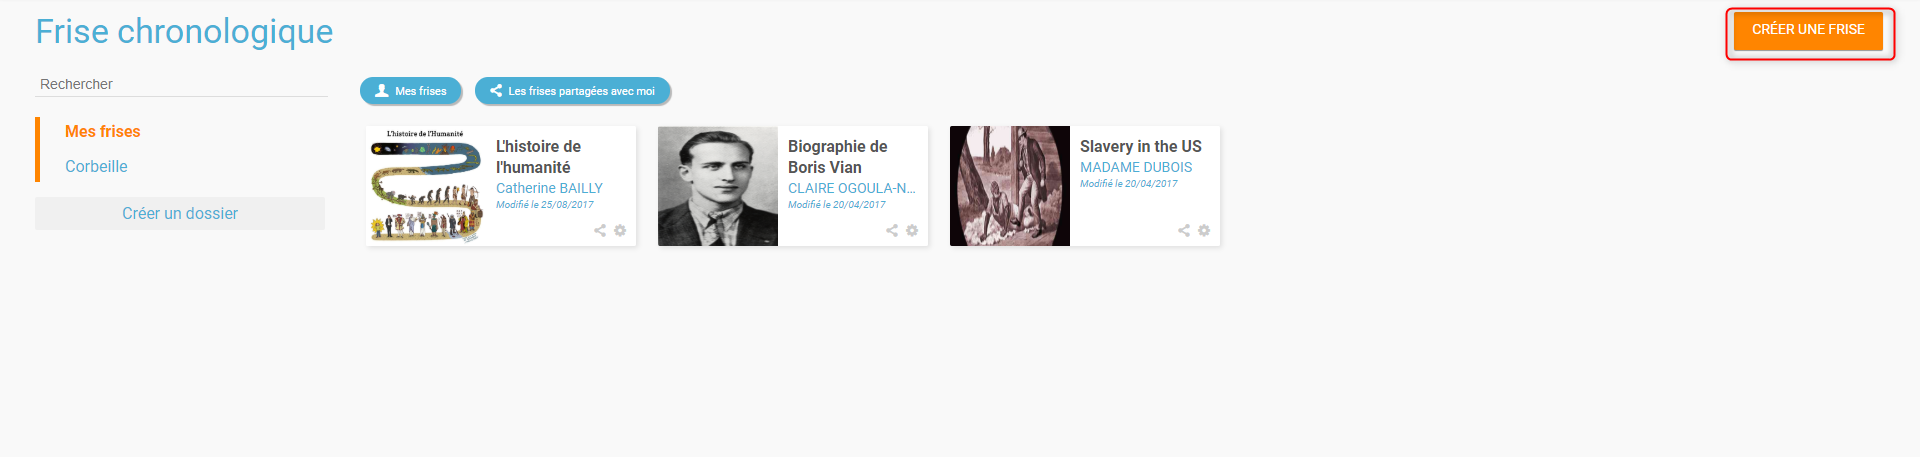 Frise chronologique
CRÉER UNE FRISE
Rechercher
Mes frises
Corbeille
Créer un dossier
Mes frises
Les frises partagées avec moi
L'histoire de l'Humanité
L'histoire de
l'humanité
Catherine BAILLY
Modifié le 25/08/2017
Biographie de
Boris Vian
CLAIRE OGOULA-N...
Modifié le 20/04/2017
Slavery in the US
MADAME DUBOIS
Modifié le 20/04/2017